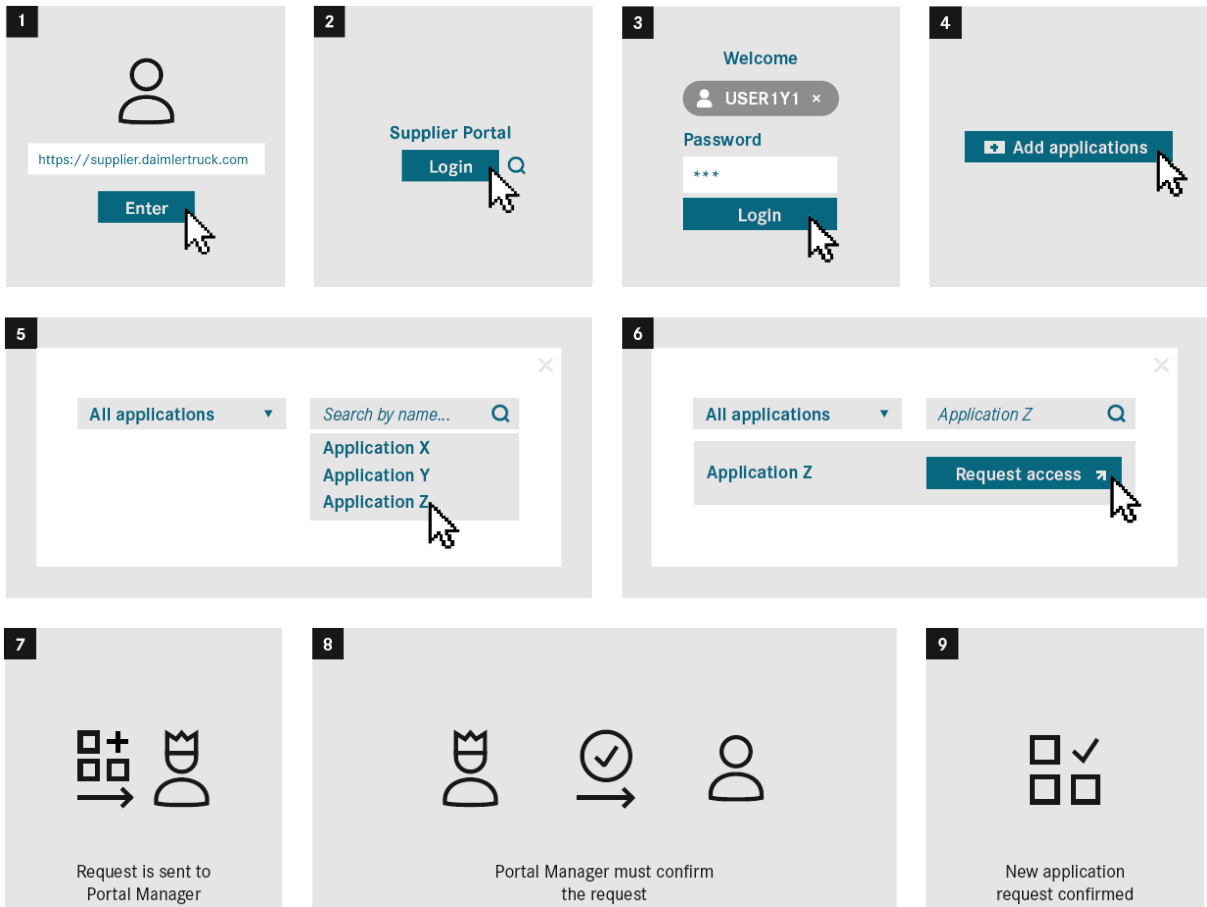 1
https://supplier.daimlertruck.com
Enter
2
Supplier Portal
Login
3
Welcome
USER1Y1 ×
Password
***
Login
4
Add applications
5
All applications
Search by name...
Application X
Application Y
Application Z
6
All applications
Application Z
Application Z
Request access
7
Request is sent to
Portal Manager
8
Portal Manager must confirm
the request
9
New application
request confirmed